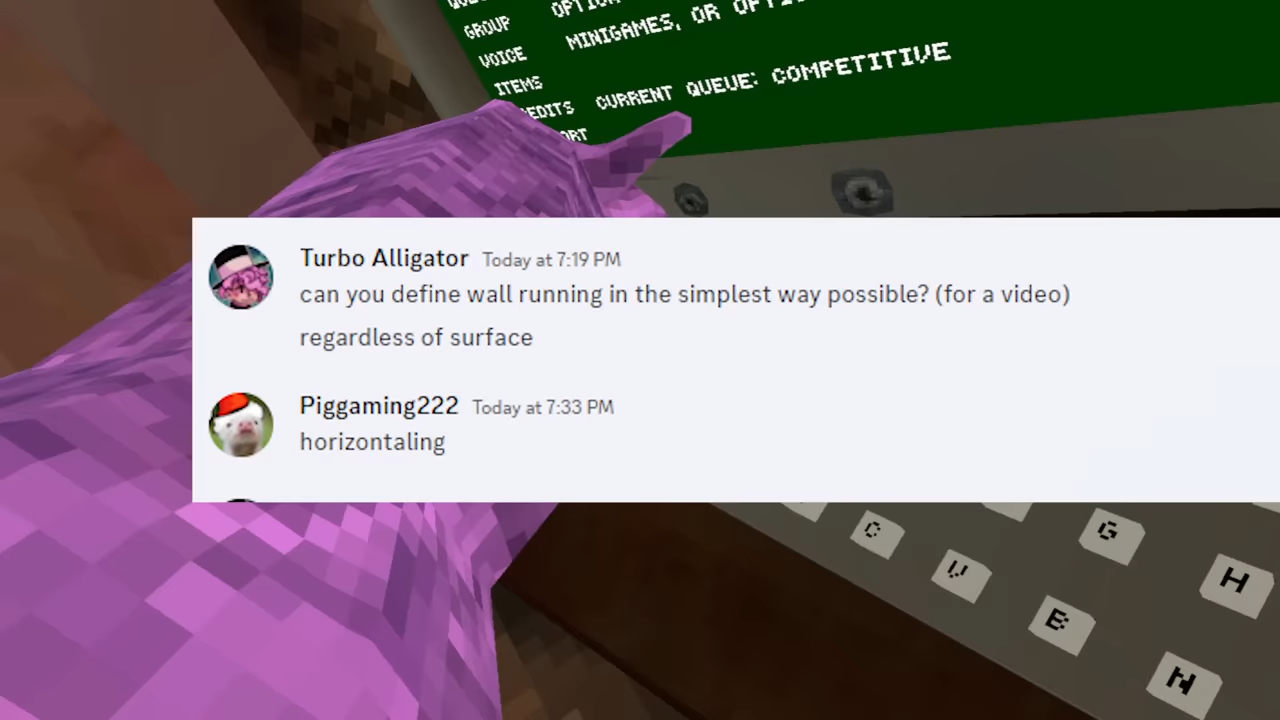 GROUP
VOICE MINIGAMES, OR
ITEMS
CURRENT QUEUE: COMPETITIVE
Turbo Alligator Today at 7:19 PM
can you define wall running in the simplest way possible? (for a video)
regardless of surface
Piggaming222 Today at 7:33 PM
horizontaling
C
V
B
N
G
H